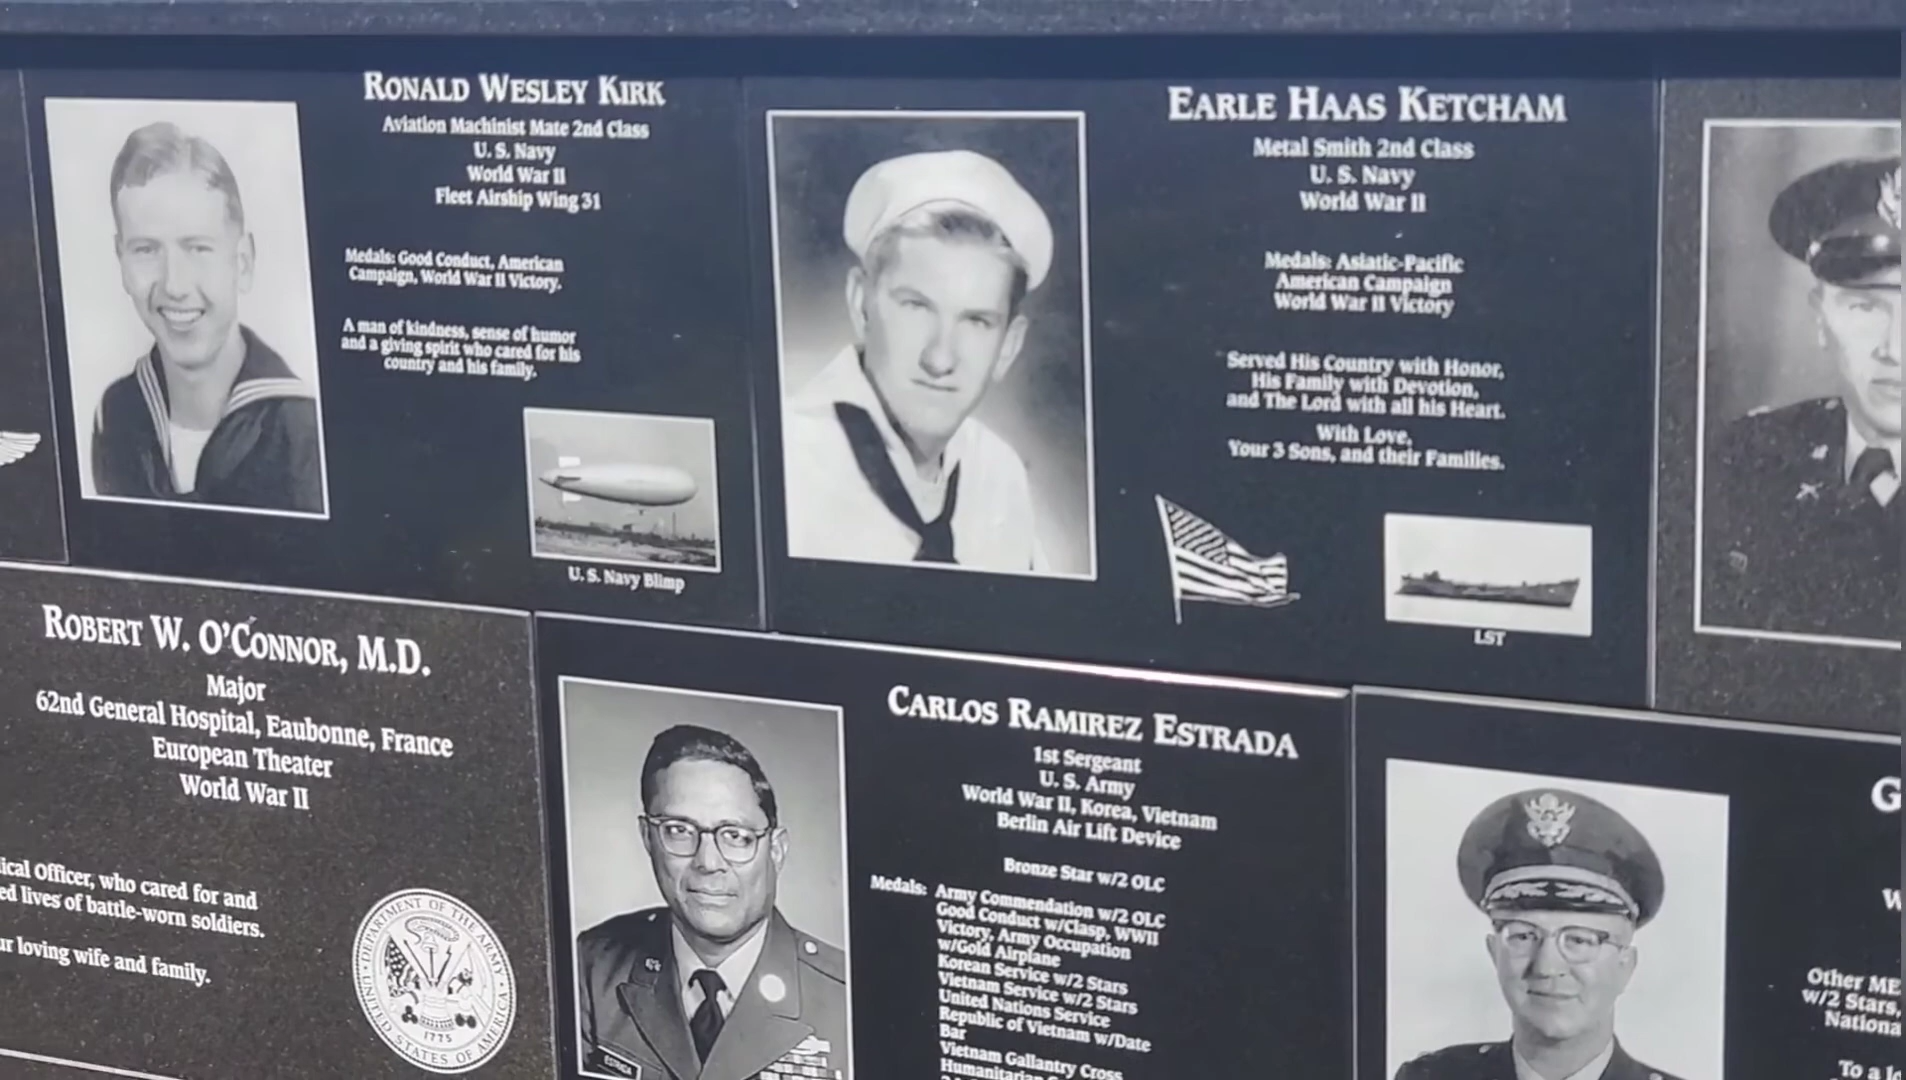 RONALD WESLEY KIRK
Aviation Machinist Mate 2nd Class
U. S. Navy
World War II
Fleet Airship Wing 31
Medals: Good Conduct, American
Campaign, World War II Victory.
A man of kindness, sense of humor
and a giving spirit who cared for his
country and his family.
U. S. Navy Blimp
EARLE HAAS KETCHAM
Metal Smith 2nd Class
U. S. Navy
World War II
Medals: Asiatic-Pacific
American Campaign
World War II Victory
Served His Country with Honor,
His Family with Devotion,
and The Lord with all his Heart.
With Love,
Your 3 Sons, and their Families.
LST
ROBERT W. O'CONNOR, M.D.
Major
62nd General Hospital, Eaubonne, France
European Theater
World War II
Officer, who cared for and
lives of battle-worn soldiers.
loving wife and family.
DEPARTMENT OF THE ARMY
UNITED STATES OF AMERICA
1775
CARLOS RAMIREZ ESTRADA
1st Sergeant
U. S. Army
World War II, Korea, Vietnam
Berlin Air Lift Device
Bronze Star w/2 OLC
Medals: Army Commendation w/2 OLC
Good Conduct w/Clasp, WWII
Victory, Army Occupation
w/Gold Airplane
Korean Service w/2 Stars
Vietnam Service w/2 Stars
United Nations Service
Republic of Vietnam w/Date
Bar
Vietnam Gallantry Cross
ESTRADA
G
W
Other ME
w/2 Stars,
Nationa
To a lo